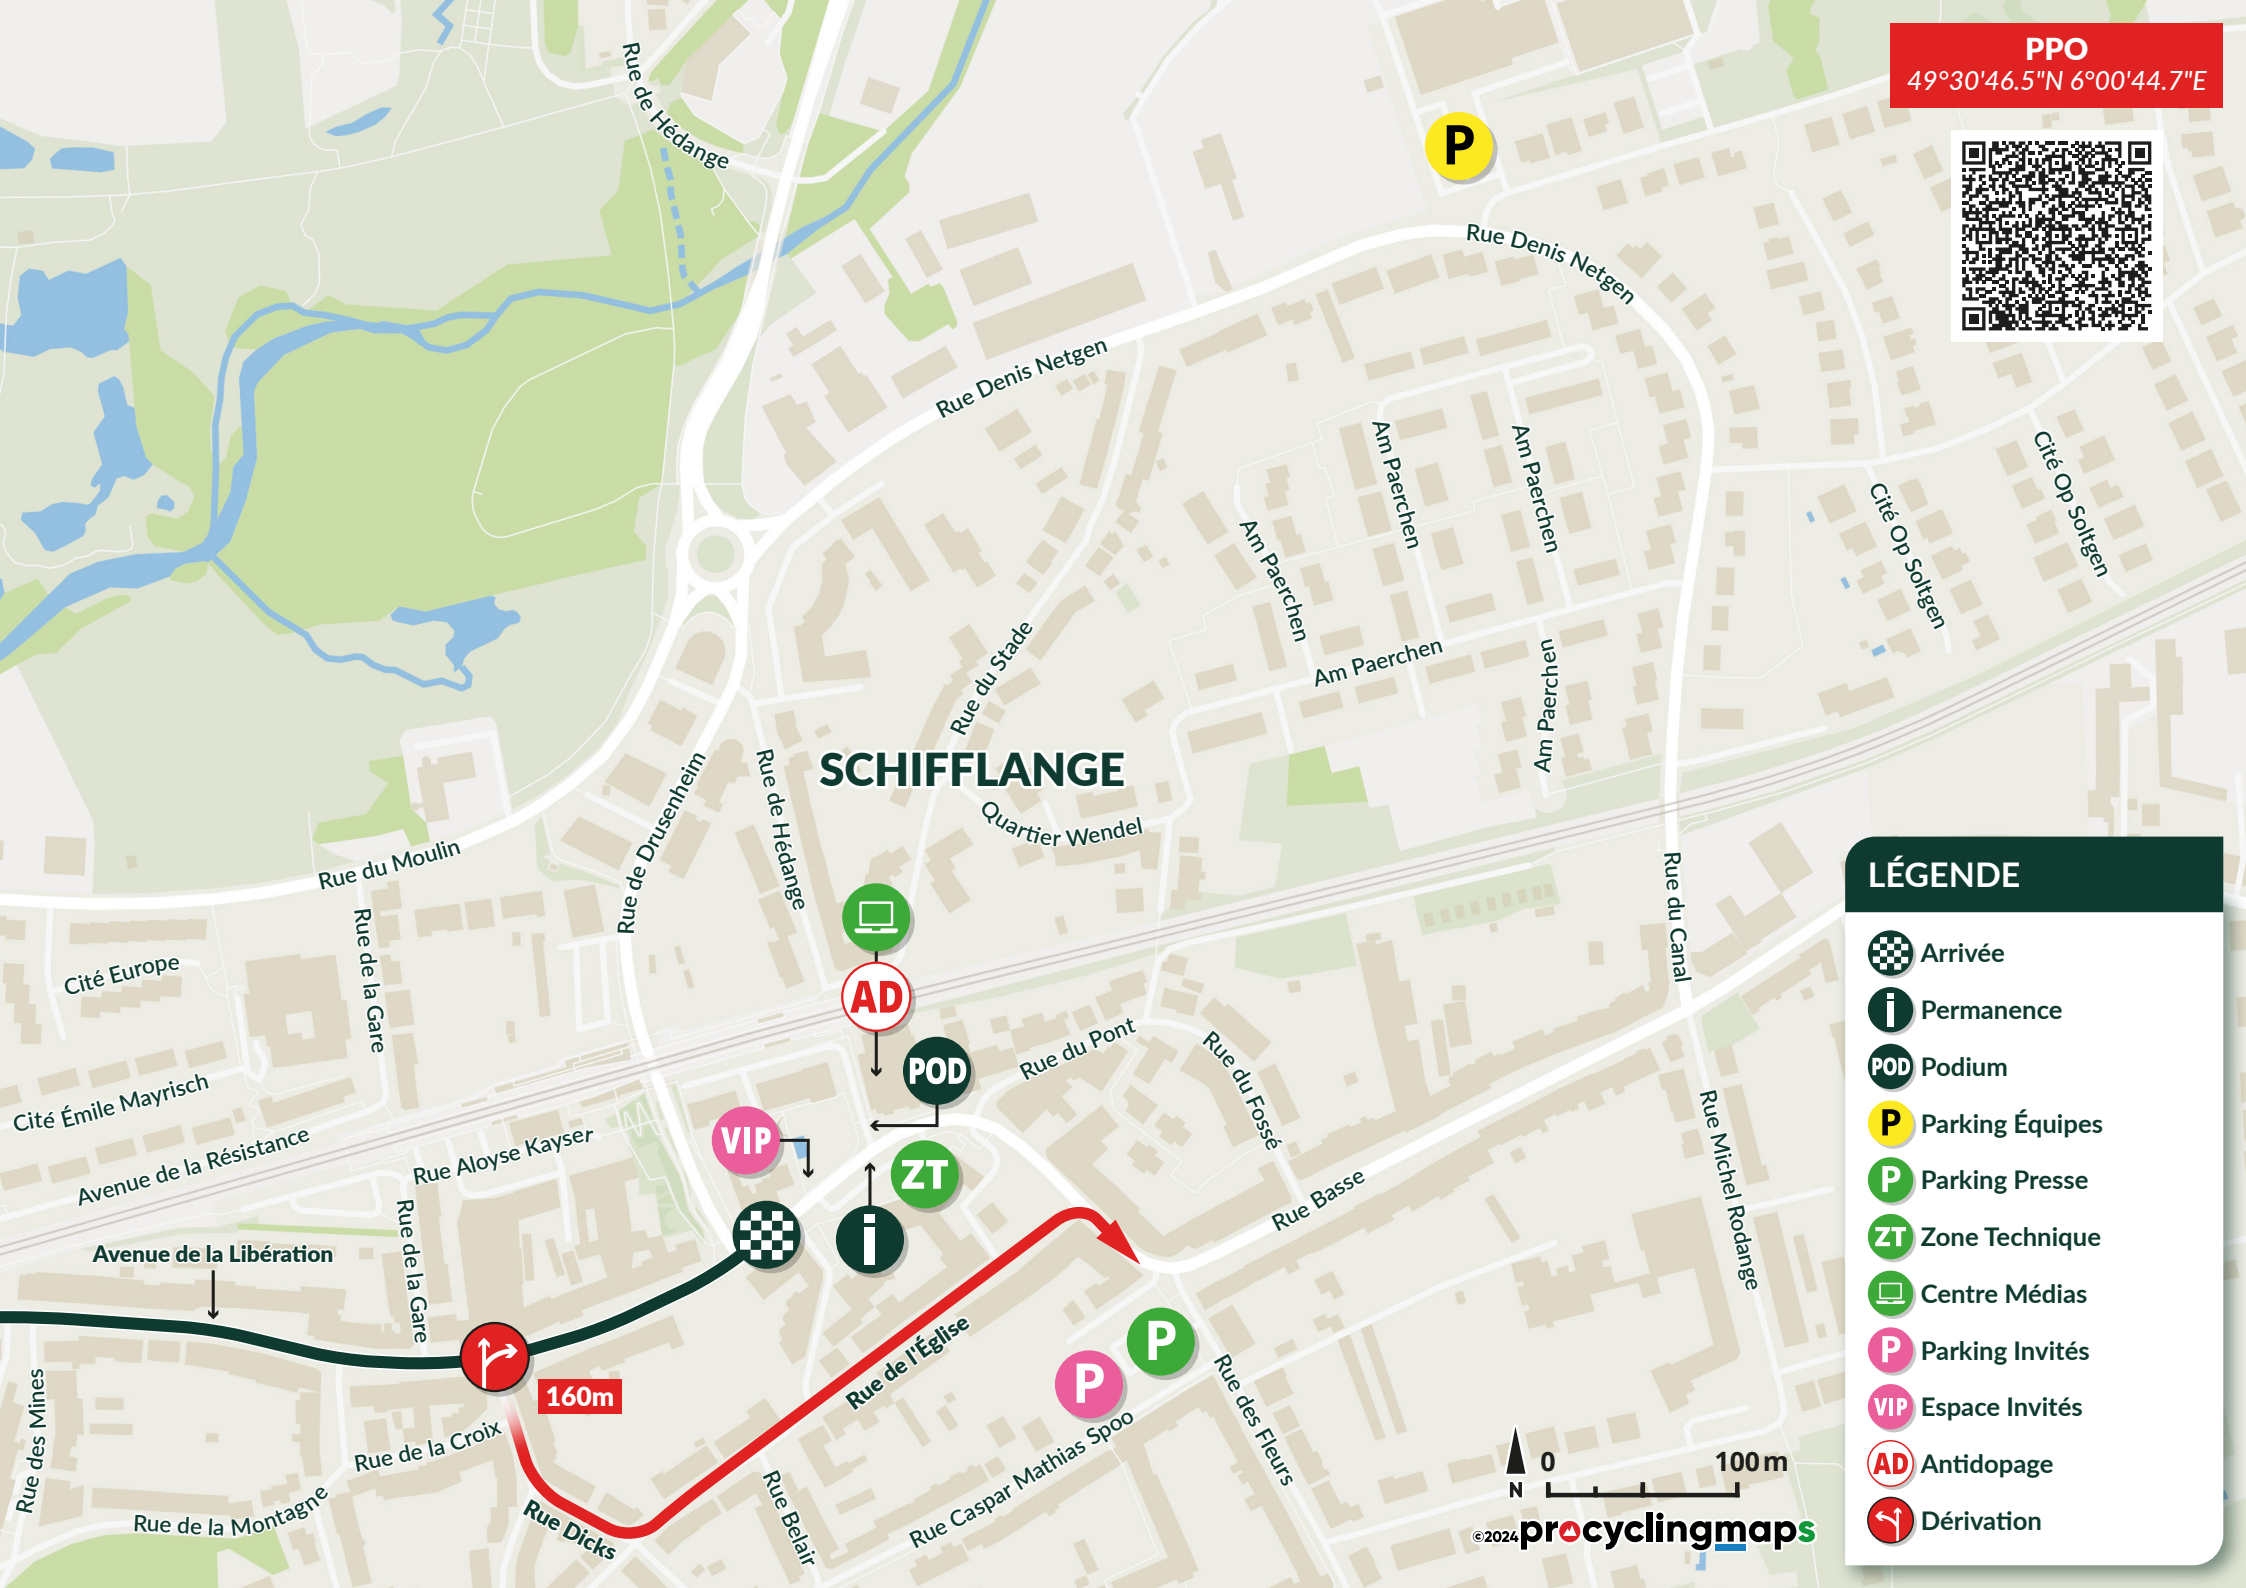 PPO
49°30'46.5"N 6°00'44.7"E
Rue de Hédange
P
Rue Denis Netgen
Rue Denis Netgen
Am Paerchen
Am Paerchen
Cité Op Soltgen
Cité Op Soltgen
Am Paerchen
Rue du Stade
Am Paerchen
Am Paerchen
SCHIFFLANGE
Rue de Drusenheim
Rue de Hédange
Quartier Wendel
Rue du Moulin
Rue du Canal
Rue de la Gare
Cité Europe
AD
POD
Rue du Pont
Rue du Fossé
Cité Émile Mayrisch
Avenue de la Résistance
Rue Aloyse Kayser
VIP
ZT
i
Rue Basse
Rue Michel Rodange
Rue de la Gare
Avenue de la Libération
160m
Rue de l'Église
P
P
Rue des Fleurs
Rue des Mines
Rue de la Croix
Rue de la Montagne
Rue Dicks
Rue Belair
Rue Caspar Mathias Spoo
N
0 100 m
©2024 procyclingmaps
LÉGENDE
Arrivée
i Permanence
POD Podium
P Parking Équipes
P Parking Presse
ZT Zone Technique
Centre Médias
P Parking Invités
VIP Espace Invités
AD Antidopage
Dérivation